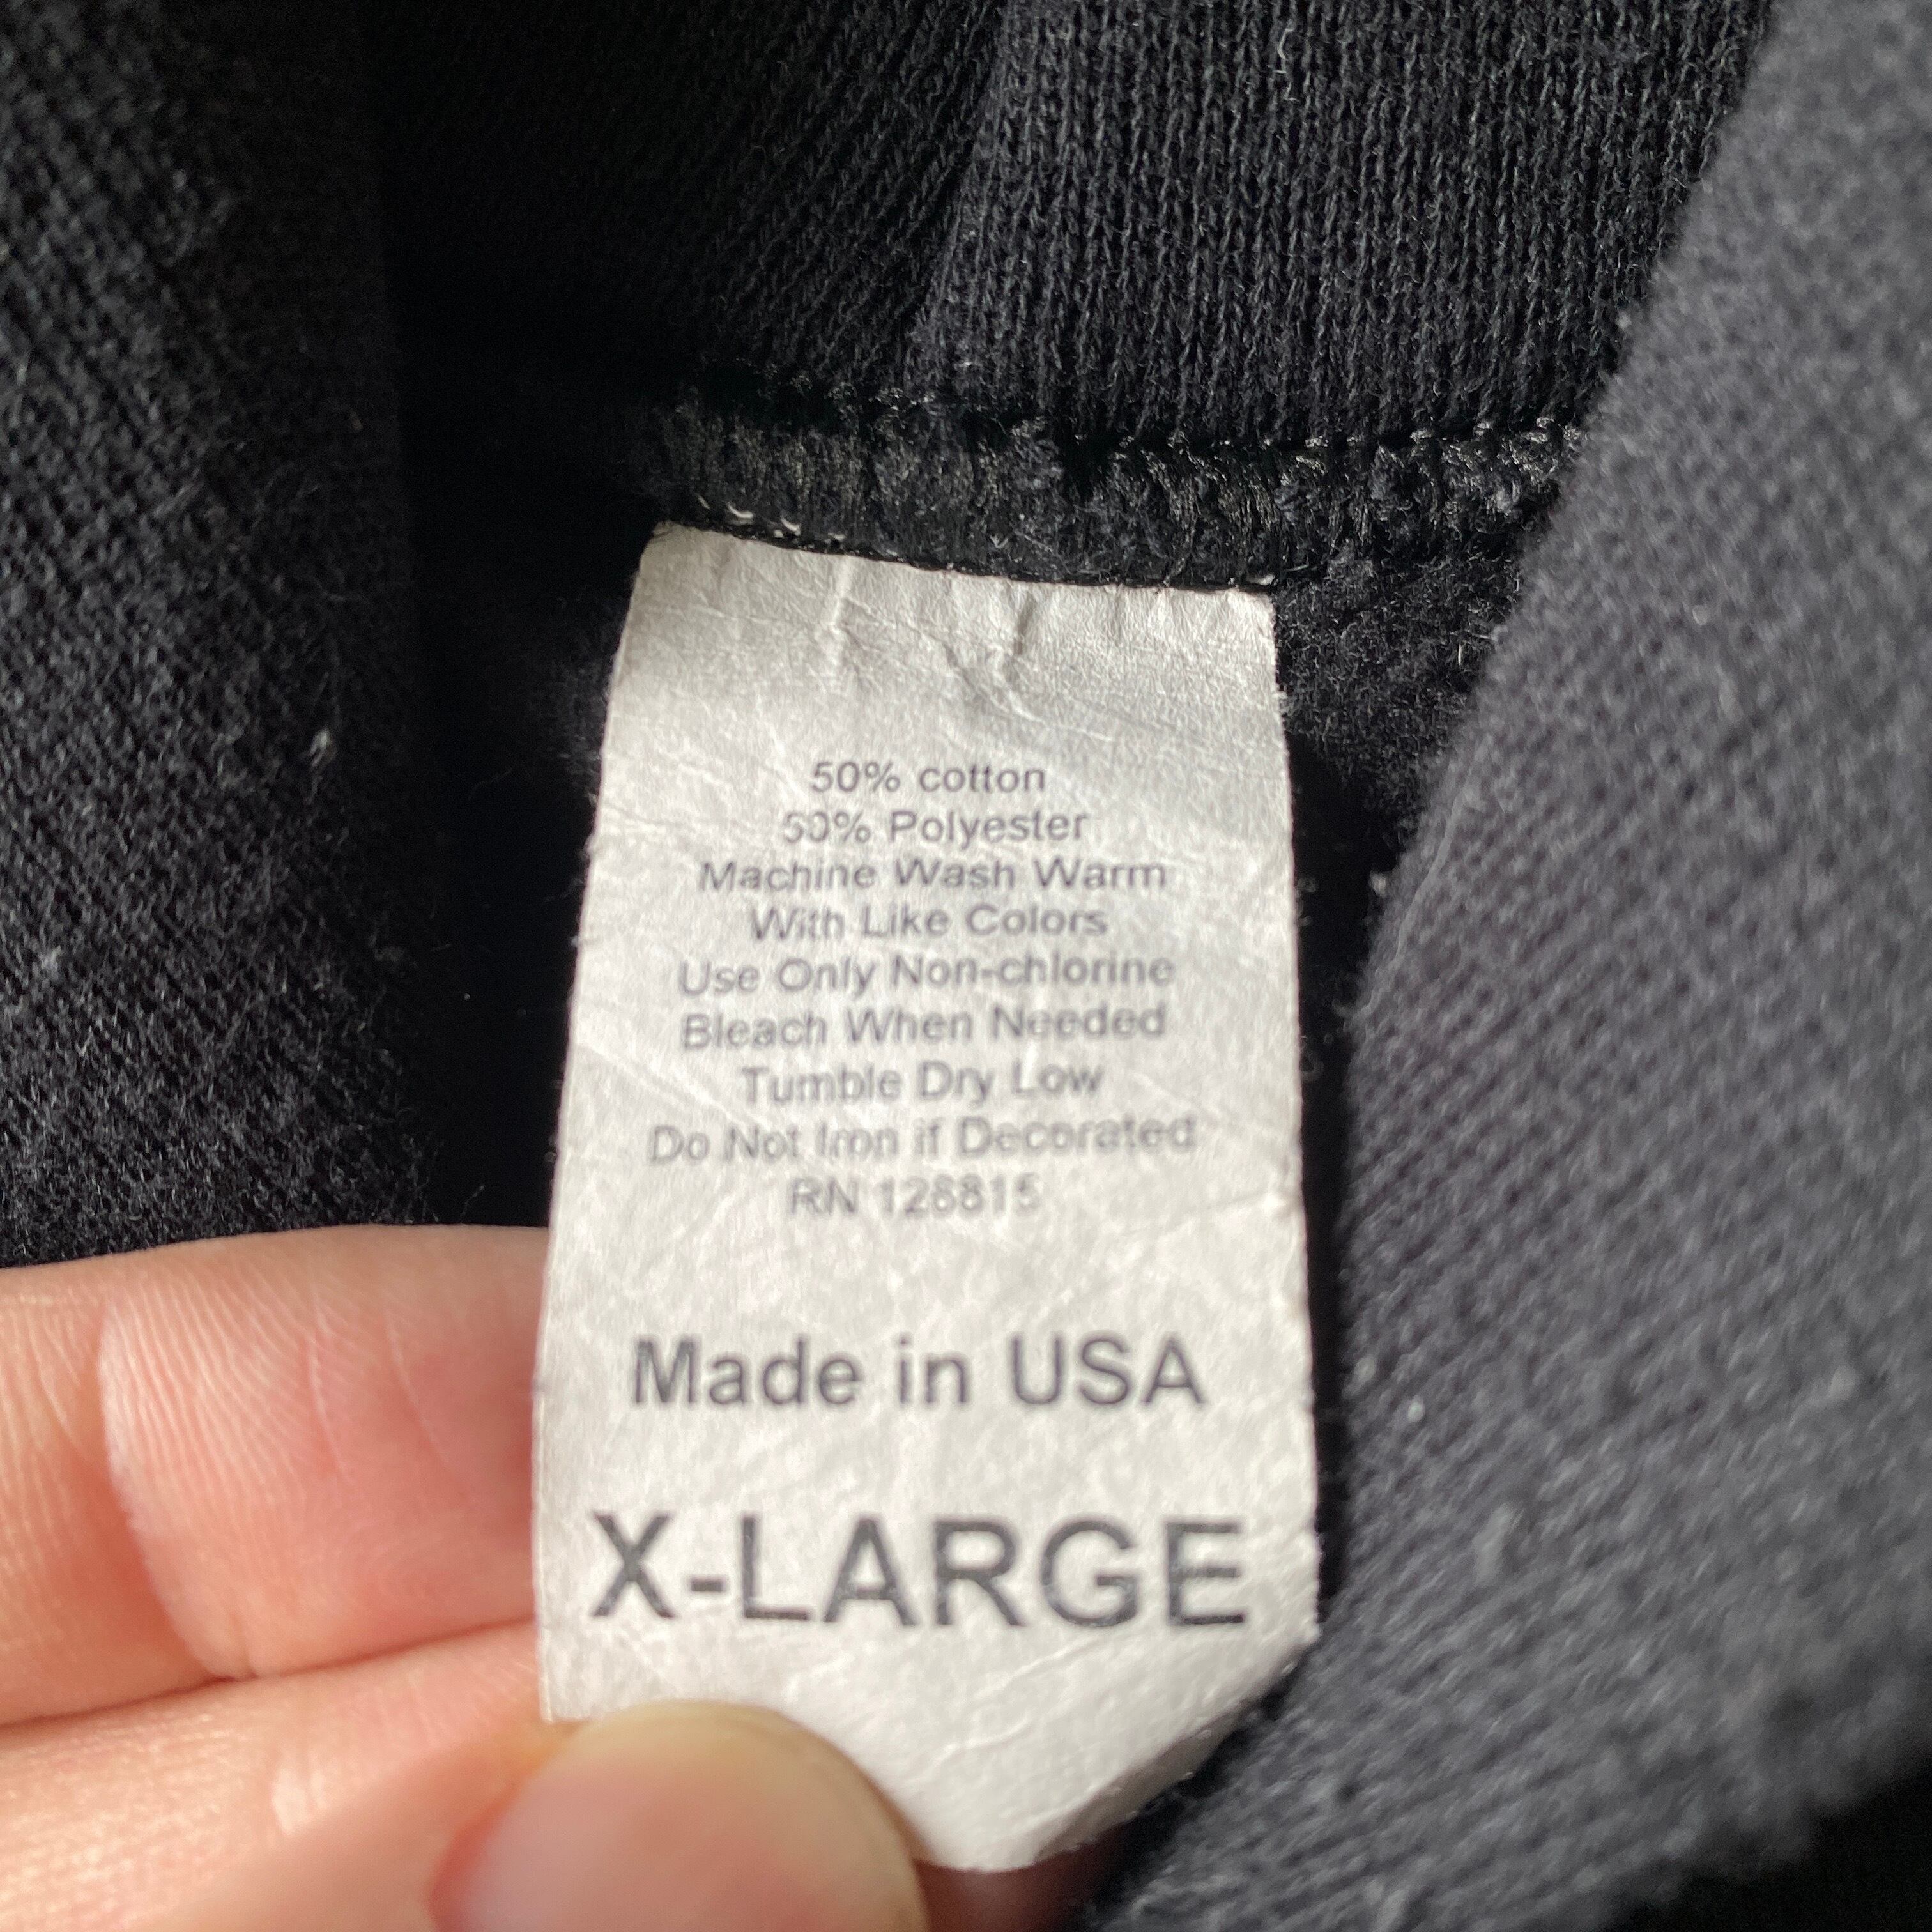 50% cotton
50% Polyester
Machine Wash Warm
With Like Colors
Use Only Non-chlorine
Bleach When Needed
Tumble Dry Low
Do Not Iron if Decorated
RN 128815
Made in USA
X-LARGE